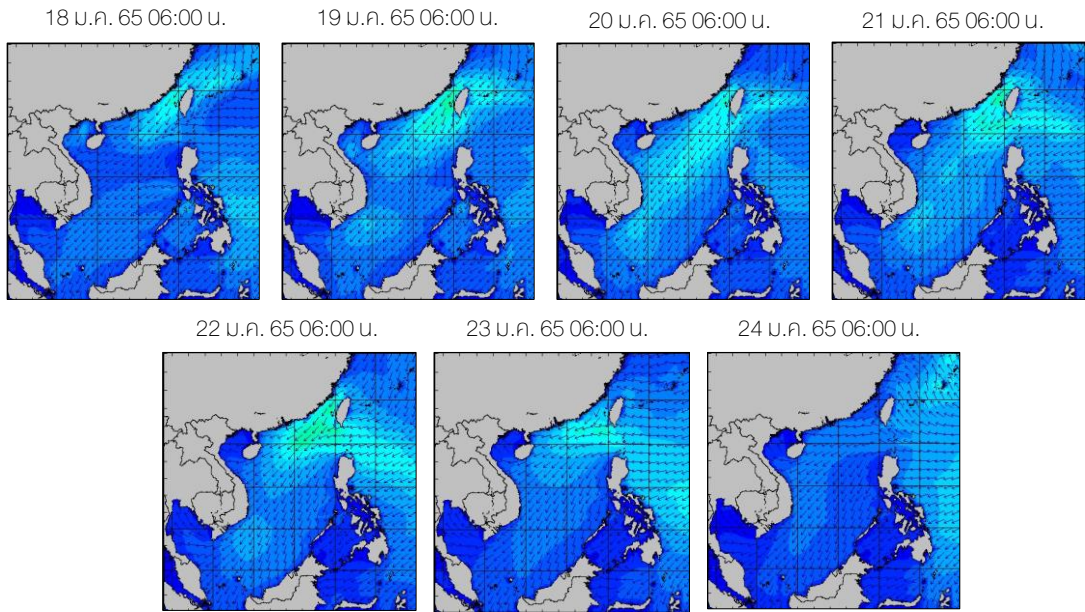 18 ม.ค. 65 06:00 น.
19 ม.ค. 65 06:00 น.
20 ม.ค. 65 06:00 น.
21 ม.ค. 65 06:00 น.
22 ม.ค. 65 06:00 น.
23 ม.ค. 65 06:00 น.
24 ม.ค. 65 06:00 น.